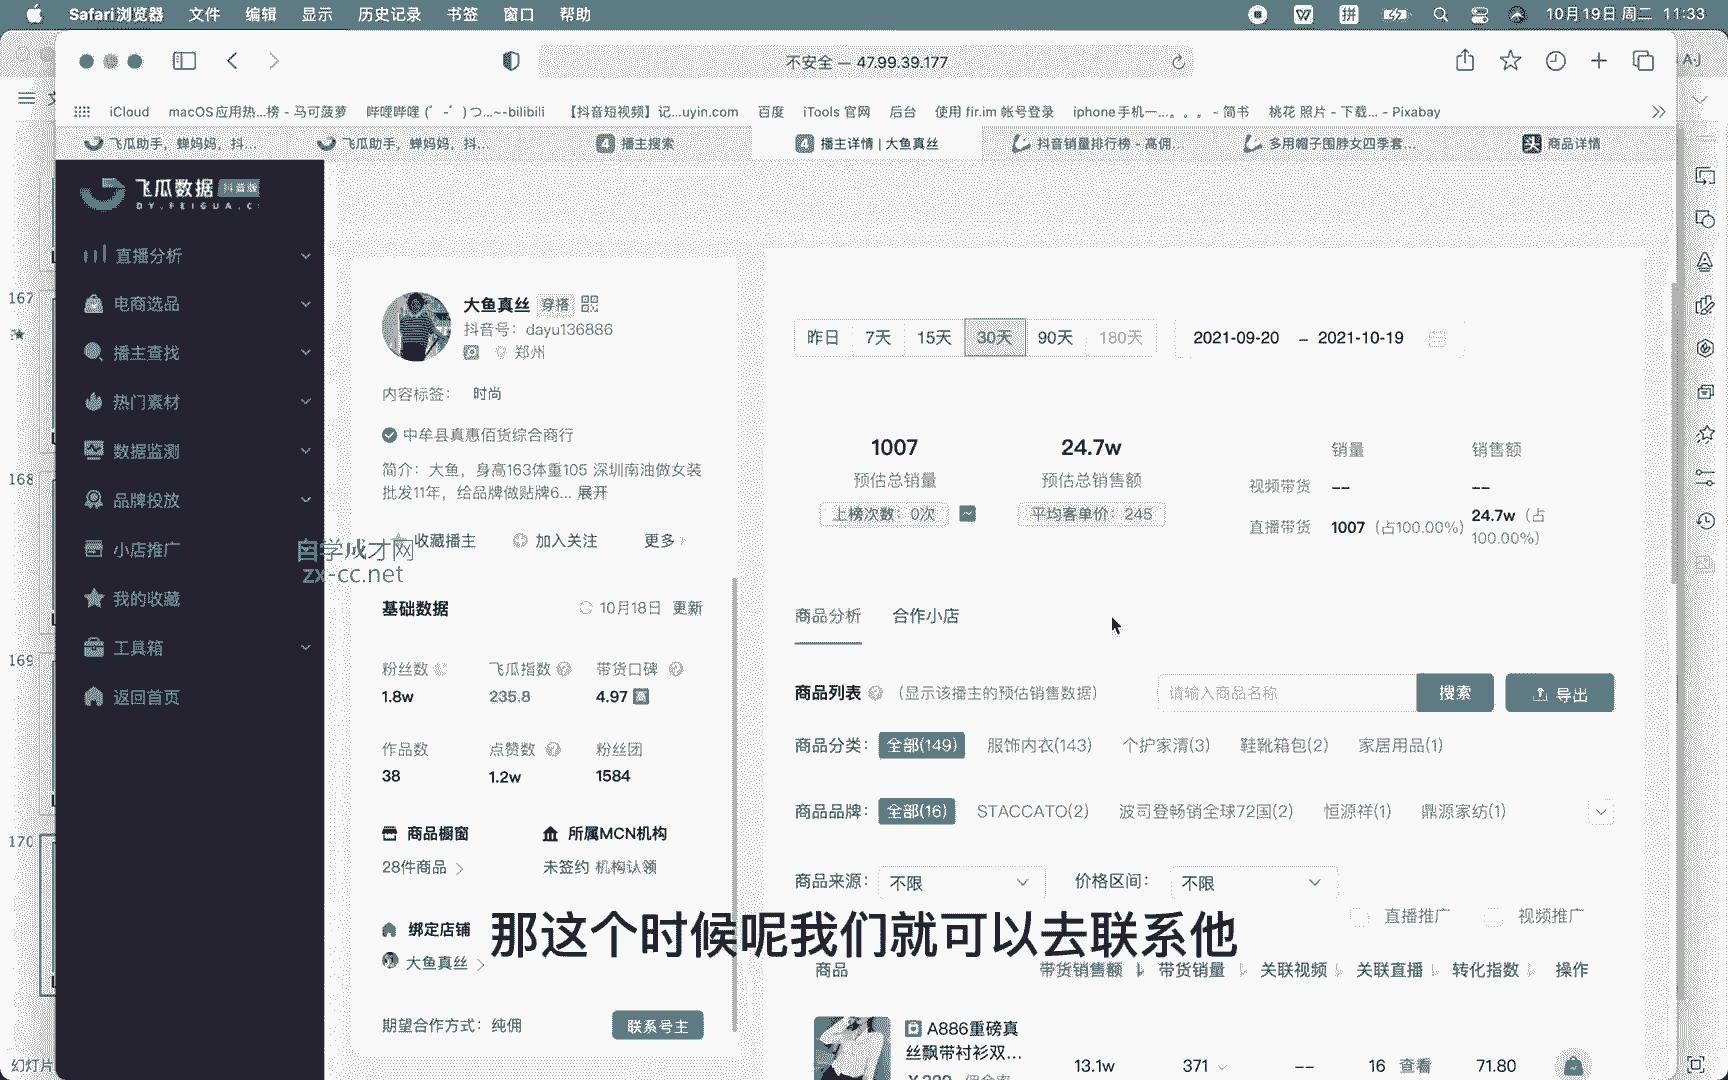 Safari浏览器 文件 编辑 显示 历史记录 书签 窗口 帮助
拼 10月19日 周二 11:33
不安全 — 47.99.39.177
iCloud macOS应用热...榜 - 马可菠萝 哔哩哔哩 (゜-゜)つ...~-bilibili 【抖音短视频】记...uyin.com 百度 iTools 官网 后台 使用 fir.im 帐号登录 iphone手机一...。。。 - 简书 桃花 照片 - 下载... - Pixabay
飞瓜助手，蝉妈妈，抖... 飞瓜助手，蝉妈妈，抖... 播主搜索 播主详情 | 大鱼真丝 抖音销量排行榜 - 高佣... 多用帽子围脖女四季套... 头 商品详情
飞瓜数据 抖音版
DY.FEIGUA.C
直播分析
电商选品
播主查找
热门素材
数据监测
品牌投放
小店推广
我的收藏
工具箱
返回首页
167
168
169
170
幻灯片
大鱼真丝 穿搭
抖音号：dayu136886
郑州
内容标签： 时尚
中牟县真惠佰货综合商行
简介：大鱼，身高163体重105 深圳南油做女装
批发11年，给品牌做贴牌6... 展开
收藏播主 加入关注 更多
自学成才网
zx-cc.net
基础数据 10月18日 更新
粉丝数 飞瓜指数 带货口碑
1.8w 235.8 4.97 高
作品数 点赞数 粉丝团
38 1.2w 1584
商品橱窗 所属MCN机构
28件商品 未签约 机构认领
绑定店铺
大鱼真丝
期望合作方式：纯佣 联系号主
昨日 7天 15天 30天 90天 180天 2021-09-20 – 2021-10-19
1007 24.7w
预估总销量 预估总销售额
上榜次数：0次 平均客单价：245
销量 销售额
视频带货 -- --
直播带货 1007（占100.00%） 24.7w（占
100.00%）
商品分析 合作小店
商品列表 （显示该播主的预估销售数据） 请输入商品名称 搜索 导出
商品分类： 全部(149) 服饰内衣(143) 个护家清(3) 鞋靴箱包(2) 家居用品(1)
商品品牌： 全部(16) STACCATO(2) 波司登畅销全球72国(2) 恒源祥(1) 鼎源家纺(1)
商品来源： 不限 价格区间： 不限
直播推广 视频推广
那这个时候呢我们就可以去联系他
商品 带货销售额 带货销量 关联视频 关联直播 转化指数 操作
A886重磅真
丝飘带衬衫双...
13.1w 371 -- 16 查看 71.80